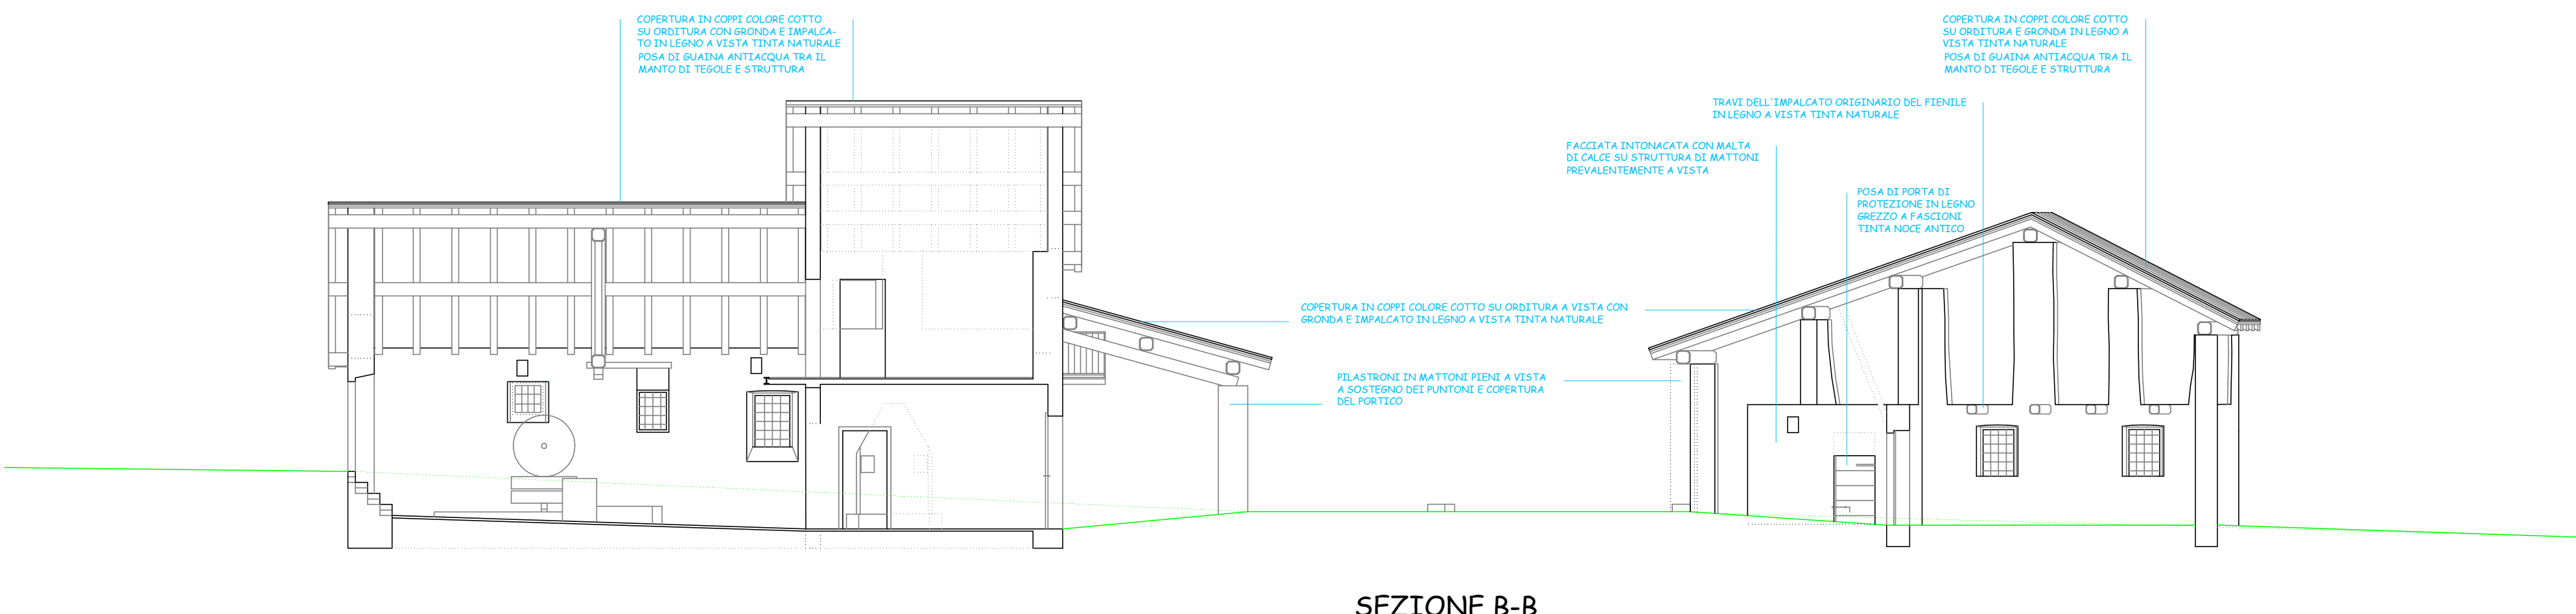 COPERTURA IN COPPI COLORE COTTO
SU ORDITURA CON GRONDA E IMPALCA-
TO IN LEGNO A VISTA TINTA NATURALE
POSA DI GUAINA ANTIACQUA TRA IL
MANTO DI TEGOLE E STRUTTURA
COPERTURA IN COPPI COLORE COTTO
SU ORDITURA E GRONDA IN LEGNO A
VISTA TINTA NATURALE
POSA DI GUAINA ANTIACQUA TRA IL
MANTO DI TEGOLE E STRUTTURA
TRAVI DELL'IMPALCATO ORIGINARIO DEL FIENILE
IN LEGNO A VISTA TINTA NATURALE
FACCIATA INTONACATA CON MALTA
DI CALCE SU STRUTTURA DI MATTONI
PREVALENTEMENTE A VISTA
POSA DI PORTA DI
PROTEZIONE IN LEGNO
GREZZO A FASCIONI
TINTA NOCE ANTICO
COPERTURA IN COPPI COLORE COTTO SU ORDITURA A VISTA CON
GRONDA E IMPALCATO IN LEGNO A VISTA TINTA NATURALE
PILASTRONI IN MATTONI PIENI A VISTA
A SOSTEGNO DEI PUNTONI E COPERTURA
DEL PORTICO
SEZIONE B-B